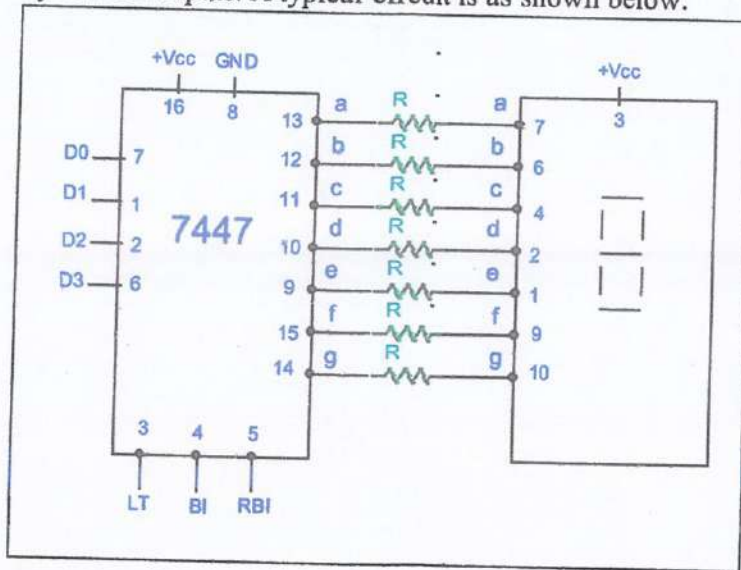 typical circuit is as shown below.
+Vcc GND +Vcc
16 8 3
13 a R a 7
D0 7 12 b R b 6
D1 1 11 c R c 4
7447
D2 2 10 d R d 2
D3 6 9 e R e 1
15 f R f 9
14 g R g 10
3 4 5
LT BI RBI